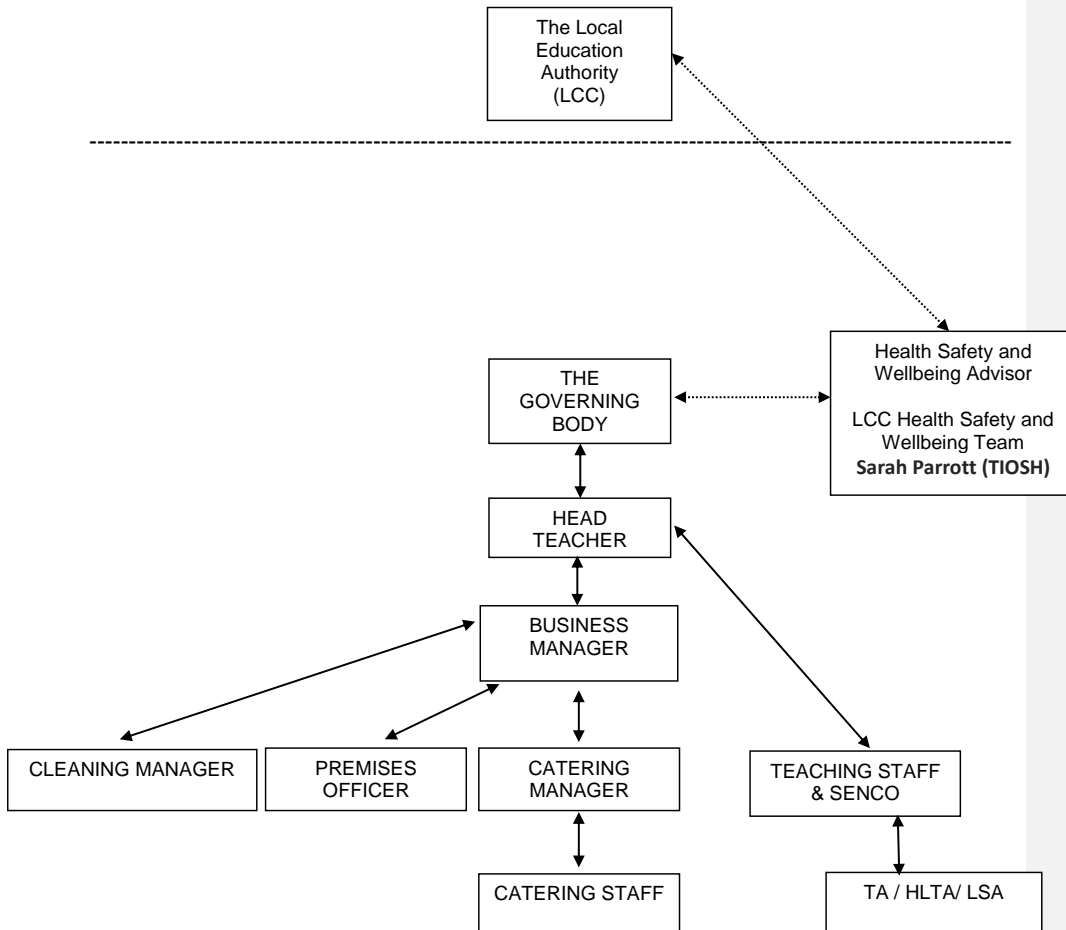 The Local
Education
Authority
(LCC)
Health Safety and
Wellbeing Advisor
LCC Health Safety and
Wellbeing Team
Sarah Parrott (TIOSH)
THE
GOVERNING
BODY
HEAD
TEACHER
BUSINESS
MANAGER
CLEANING MANAGER
PREMISES
OFFICER
CATERING
MANAGER
TEACHING STAFF
& SENCO
CATERING STAFF
TA / HLTA/ LSA